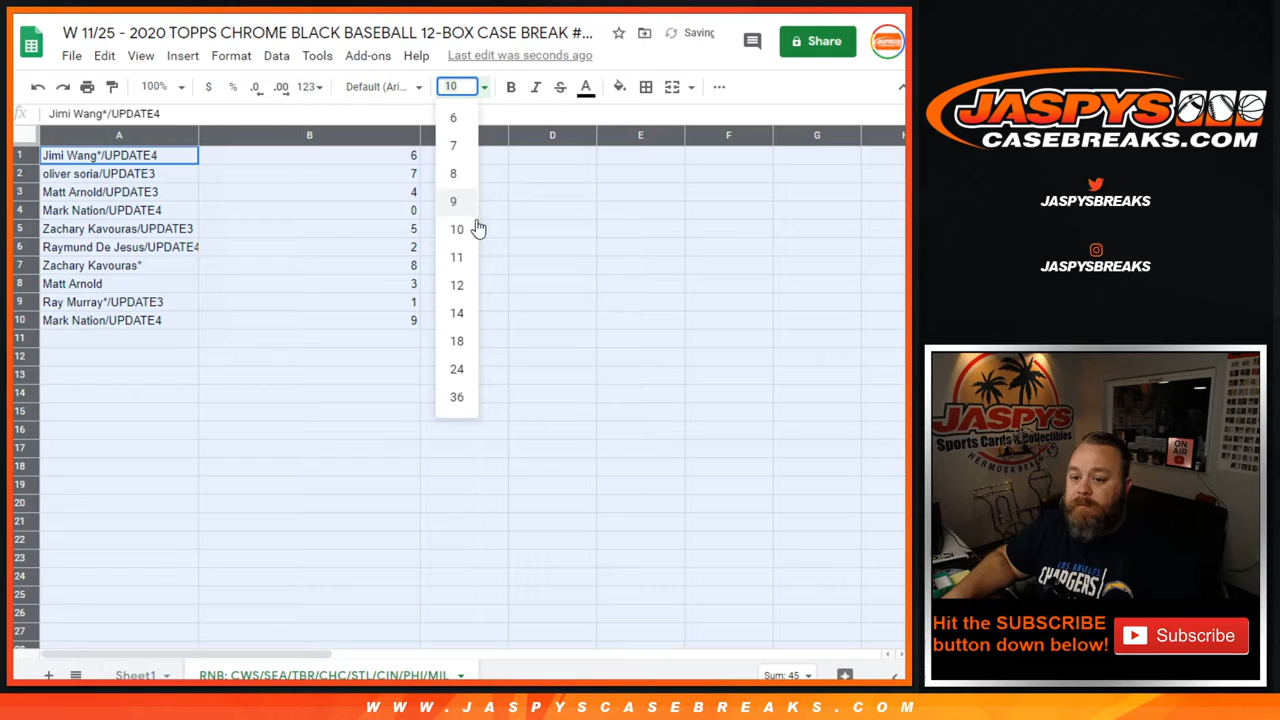 W 11/25 - 2020 TOPPS CHROME BLACK BASEBALL 12-BOX CASE BREAK #...
Saving
Share
File Edit View Insert Format Data Tools Add-ons Help Last edit was seconds ago
100% $ % .0 .00 123 Default (Ari... 10 B I S A
fx Jimi Wang*/UPDATE4
A B D E F G H
1 Jimi Wang*/UPDATE4 6
2 oliver soria/UPDATE3 7
3 Matt Arnold/UPDATE3 4
4 Mark Nation/UPDATE4 0
5 Zachary Kavouras/UPDATE3 5
6 Raymund De Jesus/UPDATE4 2
7 Zachary Kavouras* 8
8 Matt Arnold 3
9 Ray Murray*/UPDATE3 1
10 Mark Nation/UPDATE4 9
11
12
13
14
15
16
17
18
19
20
21
22
23
24
25
26
27
6
7
8
9
10
11
12
14
18
24
36
Sheet1
RNB: CWS/SEA/TBR/CHC/STL/CIN/PHI/MIL
Sum: 45
JASPYS
CASEBREAKS.COM
JASPYSBREAKS
JASPYSBREAKS
JASPYS
Sports Cards & Collectibles
HERMOSA BEACH
ON AIR
LOS ANGELES
CHARGERS
Hit the SUBSCRIBE
button down below!
Subscribe
WWW.JASPYSCASEBREAKS.COM